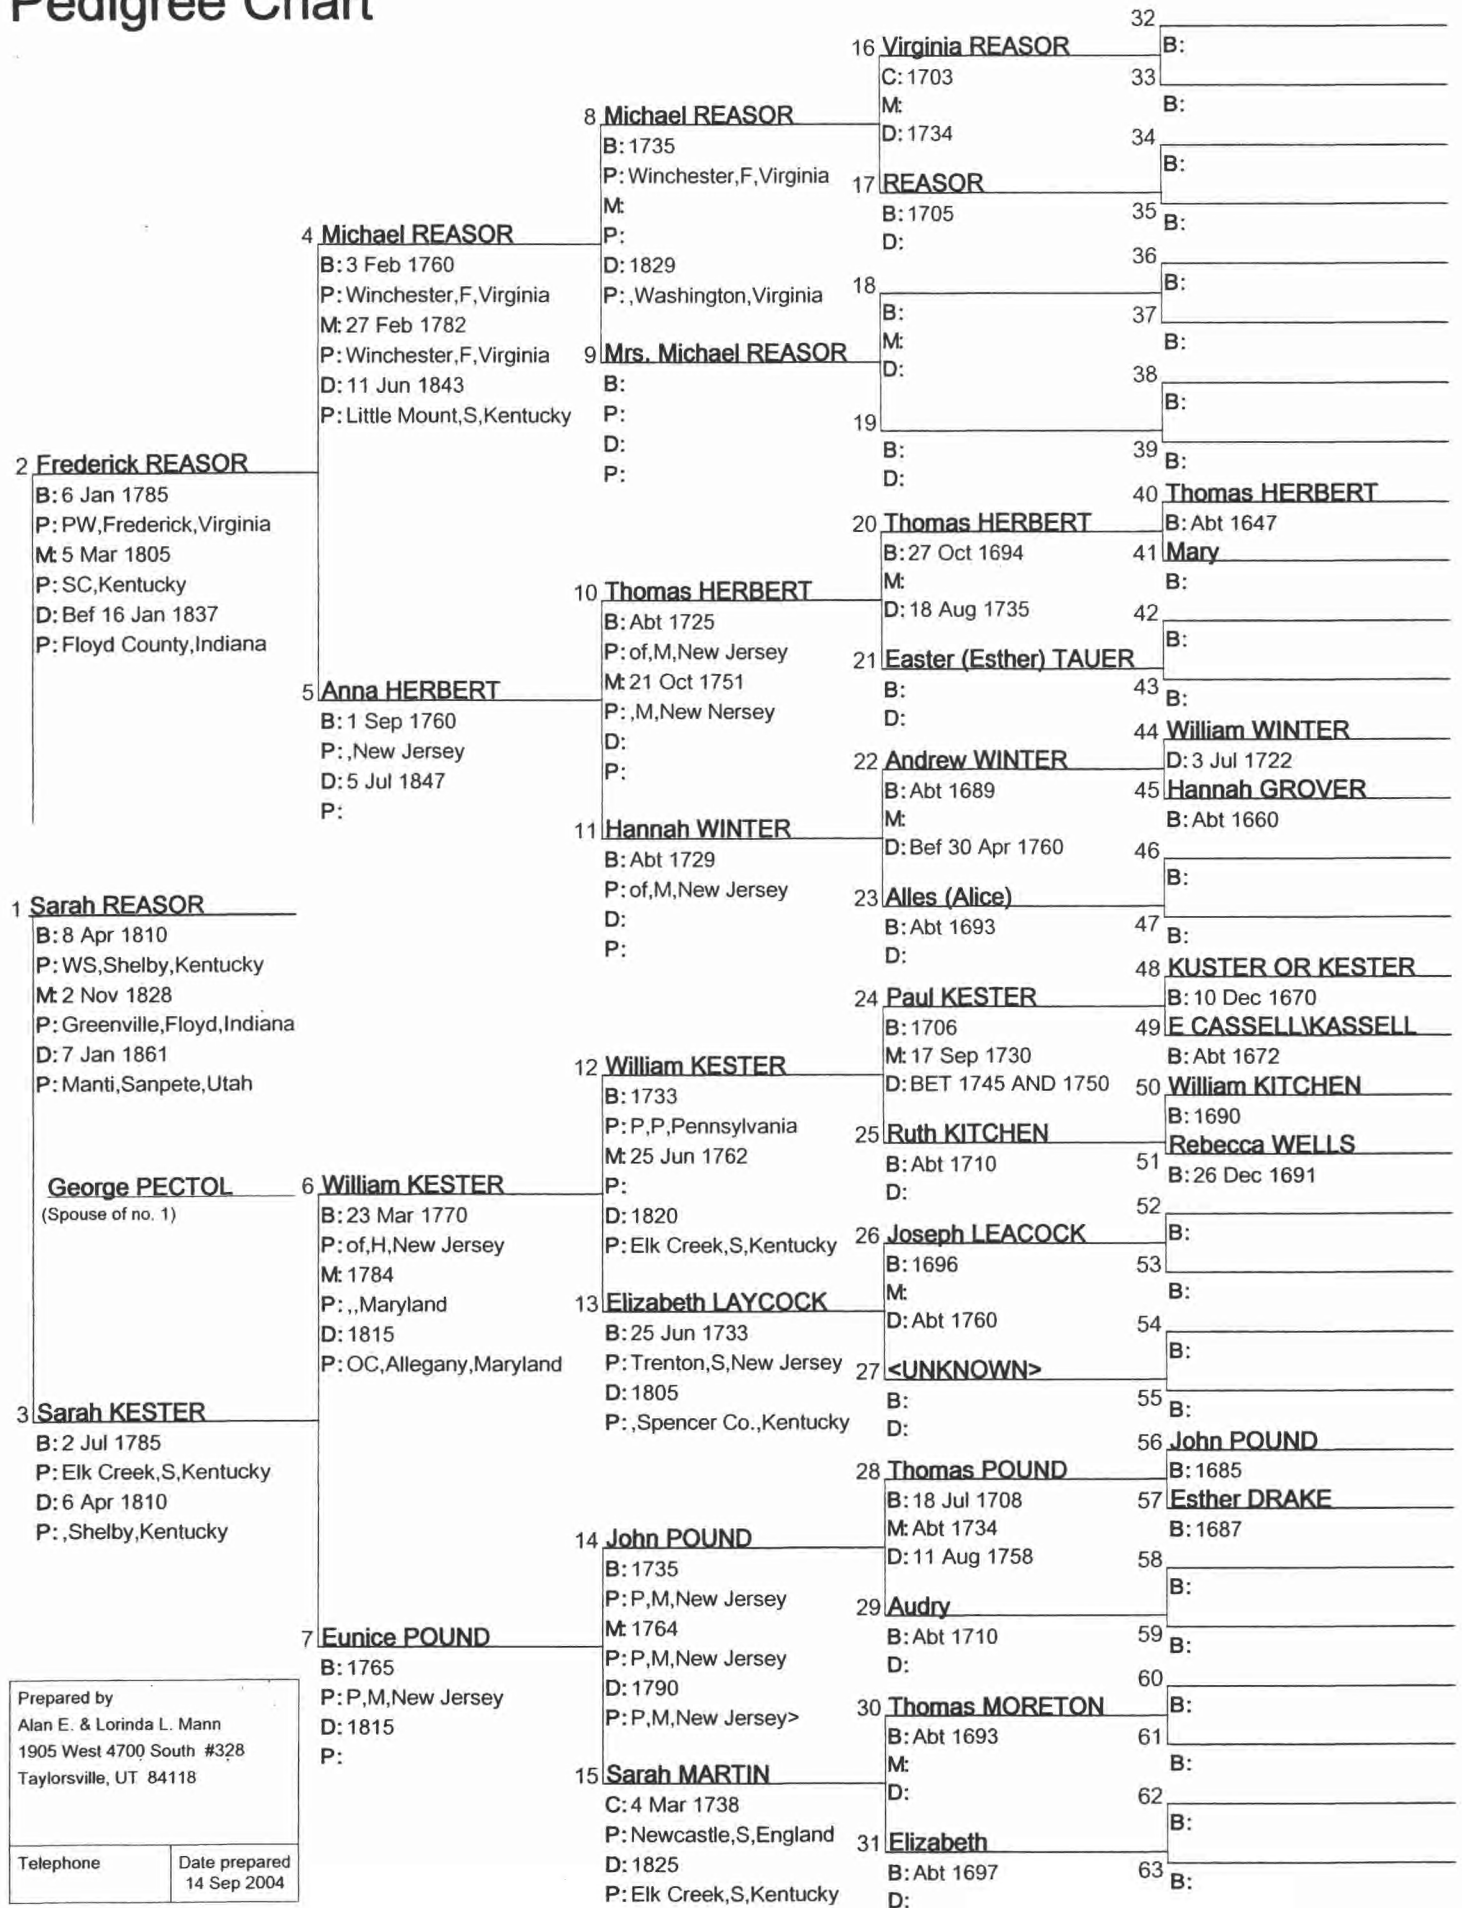 Pedigree Chart
2 Frederick REASOR
B: 6 Jan 1785
P: PW,Frederick,Virginia
M: 5 Mar 1805
P: SC,Kentucky
D: Bef 16 Jan 1837
P: Floyd County,Indiana
1 Sarah REASOR
B: 8 Apr 1810
P: WS,Shelby,Kentucky
M: 2 Nov 1828
P: Greenville,Floyd,Indiana
D: 7 Jan 1861
P: Manti,Sanpete,Utah
George PECTOL
(Spouse of no. 1)
3 Sarah KESTER
B: 2 Jul 1785
P: Elk Creek,S,Kentucky
D: 6 Apr 1810
P: ,Shelby,Kentucky
Prepared by
Alan E. & Lorinda L. Mann
1905 West 4700 South #328
Taylorsville, UT 84118
Telephone
Date prepared
14 Sep 2004
4 Michael REASOR
B: 3 Feb 1760
P: Winchester,F,Virginia
M: 27 Feb 1782
P: Winchester,F,Virginia
D: 11 Jun 1843
P: Little Mount,S,Kentucky
5 Anna HERBERT
B: 1 Sep 1760
P: ,New Jersey
D: 5 Jul 1847
P:
6 William KESTER
B: 23 Mar 1770
P: of,H,New Jersey
M: 1784
P: ,,Maryland
D: 1815
P: OC,Allegany,Maryland
7 Eunice POUND
B: 1765
P: P,M,New Jersey
D: 1815
P:
8 Michael REASOR
B: 1735
P: Winchester,F,Virginia
M:
P:
D: 1829
P: ,Washington,Virginia
9 Mrs. Michael REASOR
B:
P:
D:
P:
10 Thomas HERBERT
B: Abt 1725
P: of,M,New Jersey
M: 21 Oct 1751
P: ,M,New Nersey
D:
P:
11 Hannah WINTER
B: Abt 1729
P: of,M,New Jersey
D:
P:
12 William KESTER
B: 1733
P: P,P,Pennsylvania
M: 25 Jun 1762
P:
D: 1820
P: Elk Creek,S,Kentucky
13 Elizabeth LAYCOCK
B: 25 Jun 1733
P: Trenton,S,New Jersey
D: 1805
P: ,Spencer Co.,Kentucky
14 John POUND
B: 1735
P: P,M,New Jersey
M: 1764
P: P,M,New Jersey
D: 1790
P: P,M,New Jersey>
15 Sarah MARTIN
C: 4 Mar 1738
P: Newcastle,S,England
D: 1825
P: Elk Creek,S,Kentucky
16 Virginia REASOR
C: 1703
M:
D: 1734
17 REASOR
B: 1705
D:
18
B:
M:
D:
19
B:
D:
20 Thomas HERBERT
B: 27 Oct 1694
M:
D: 18 Aug 1735
21 Easter (Esther) TAUER
B:
D:
22 Andrew WINTER
B: Abt 1689
M:
D: Bef 30 Apr 1760
23 Alles (Alice)
B: Abt 1693
D:
24 Paul KESTER
B: 1706
M: 17 Sep 1730
D: BET 1745 AND 1750
25 Ruth KITCHEN
B: Abt 1710
D:
26 Joseph LEACOCK
B: 1696
M:
D: Abt 1760
27 <UNKNOWN>
B:
D:
28 Thomas POUND
B: 18 Jul 1708
M: Abt 1734
D: 11 Aug 1758
29 Audry
B: Abt 1710
D:
30 Thomas MORETON
B: Abt 1693
M:
D:
31 Elizabeth
B: Abt 1697
D:
32
B:
33
B:
34
B:
35
B:
36
B:
37
B:
38
B:
39
B:
40 Thomas HERBERT
B: Abt 1647
41 Mary
B:
42
B:
43
B:
44 William WINTER
D: 3 Jul 1722
45 Hannah GROVER
B: Abt 1660
46
B:
47
B:
48 KUSTER OR KESTER
B: 10 Dec 1670
49 E CASSELL\KASSELL
B: Abt 1672
50 William KITCHEN
B: 1690
51 Rebecca WELLS
B: 26 Dec 1691
52
B:
53
B:
54
B:
55
B:
56 John POUND
B: 1685
57 Esther DRAKE
B: 1687
58
B:
59
B:
60
B:
61
B:
62
B:
63
B: